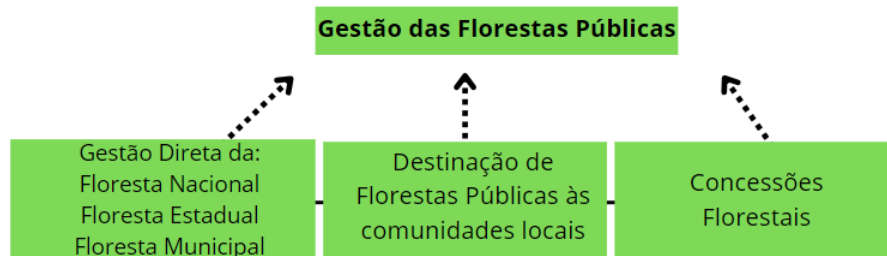 Gestão das Florestas Públicas
Gestão Direta da:
Floresta Nacional
Floresta Estadual
Floresta Municipal
Destinação de
Florestas Públicas às
comunidades locais
Concessões
Florestais